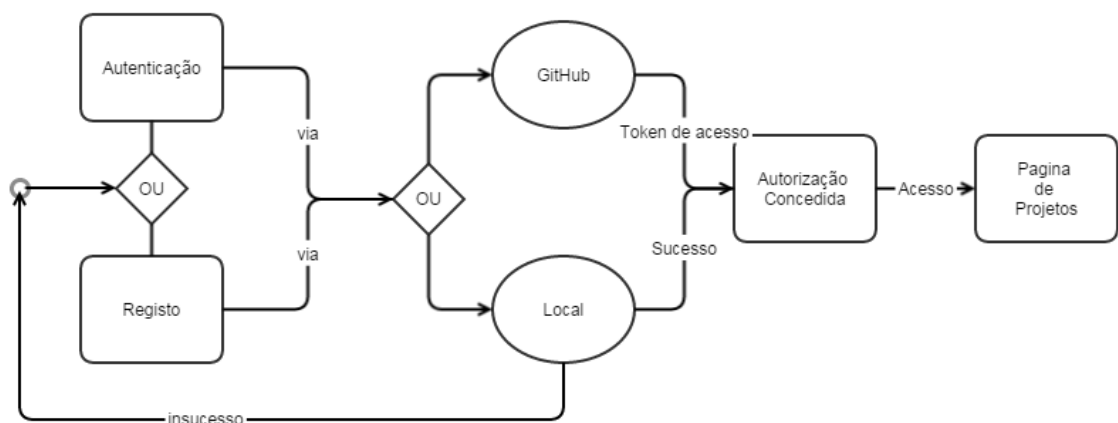 Autenticação
OU
Registo
via
via
OU
GitHub
Local
Token de acesso
Sucesso
Autorização
Concedida
Acesso
Pagina
de
Projetos
insucesso